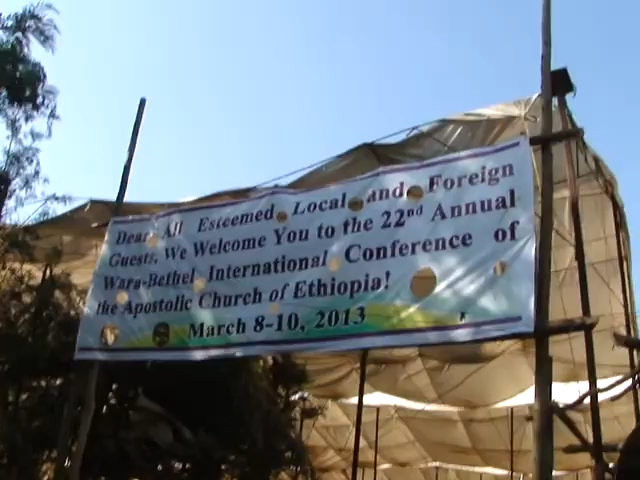 Dear All Esteemed Local and Foreign
Guests, We Welcome You to the 22nd Annual
Wara-Bethel International Conference of
the Apostolic Church of Ethiopia!
March 8-10, 2013